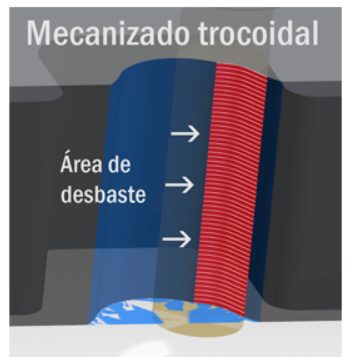 Mecanizado trocoidal
Área de
desbaste